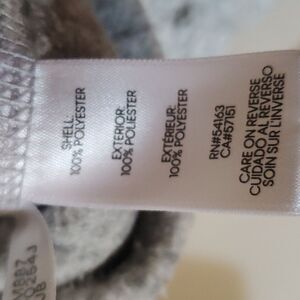 SHELL:
100% POLYESTER
EXTERIOR:
100% POLIESTER
EXTÉRIEUR:
100% POLYESTER
RN#54163
CA#57151
CARE ON REVERSE
CUIDADO AL REVERSO
SOIN SUR L'INVERSE